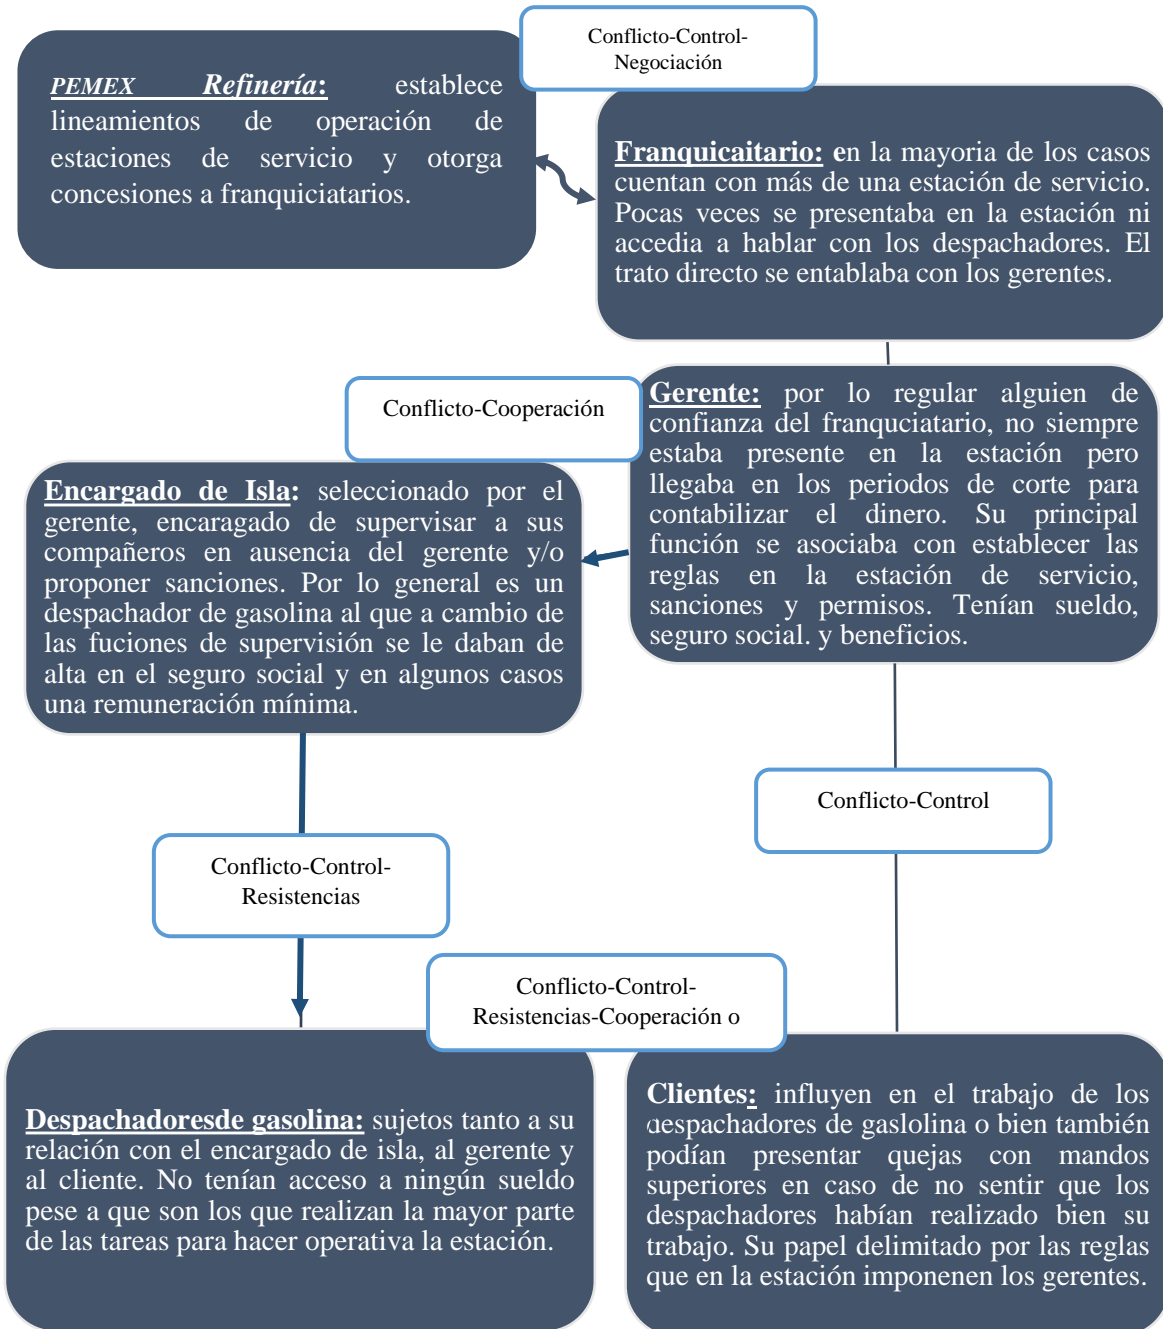 Conflicto-Control-
Negociación
PEMEX Refinería: establece
lineamientos de operación de
estaciones de servicio y otorga
concesiones a franquiciatarios.
Franquicaitario: en la mayoria de los casos
cuentan con más de una estación de servicio.
Pocas veces se presentaba en la estación ni
accedia a hablar con los despachadores. El
trato directo se entablaba con los gerentes.
Conflicto-Cooperación
Gerente: por lo regular alguien de
confianza del franquciatario, no siempre
estaba presente en la estación pero
llegaba en los periodos de corte para
contabilizar el dinero. Su principal
función se asociaba con establecer las
reglas en la estación de servicio,
sanciones y permisos. Tenían sueldo,
seguro social. y beneficios.
Encargado de Isla: seleccionado por el
gerente, encaragado de supervisar a sus
compañeros en ausencia del gerente y/o
proponer sanciones. Por lo general es un
despachador de gasolina al que a cambio de
las fuciones de supervisión se le daban de
alta en el seguro social y en algunos casos
una remuneración mínima.
Conflicto-Control
Conflicto-Control-
Resistencias
Conflicto-Control-
Resistencias-Cooperación o
Despachadoresde gasolina: sujetos tanto a su
relación con el encargado de isla, al gerente y
al cliente. No tenían acceso a ningún sueldo
pese a que son los que realizan la mayor parte
de las tareas para hacer operativa la estación.
Clientes: influyen en el trabajo de los
despachadores de gaslolina o bien también
podían presentar quejas con mandos
superiores en caso de no sentir que los
despachadores habían realizado bien su
trabajo. Su papel delimitado por las reglas
que en la estación imponenen los gerentes.